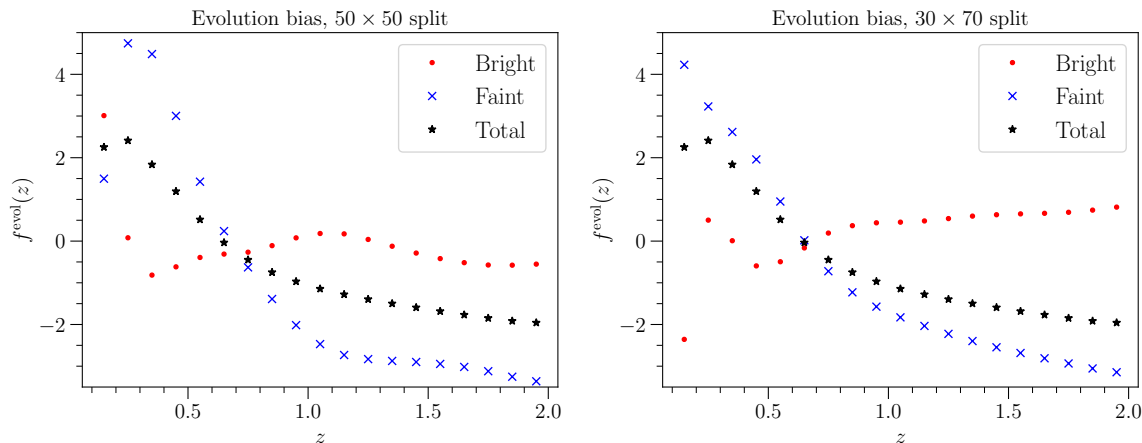 Evolution bias, 50 × 50 split
f^evol(z)
4
2
0
−2
0.5
1.0
1.5
2.0
z
Bright
Faint
Total
Evolution bias, 30 × 70 split
f^evol(z)
4
2
0
−2
0.5
1.0
1.5
2.0
z
Bright
Faint
Total